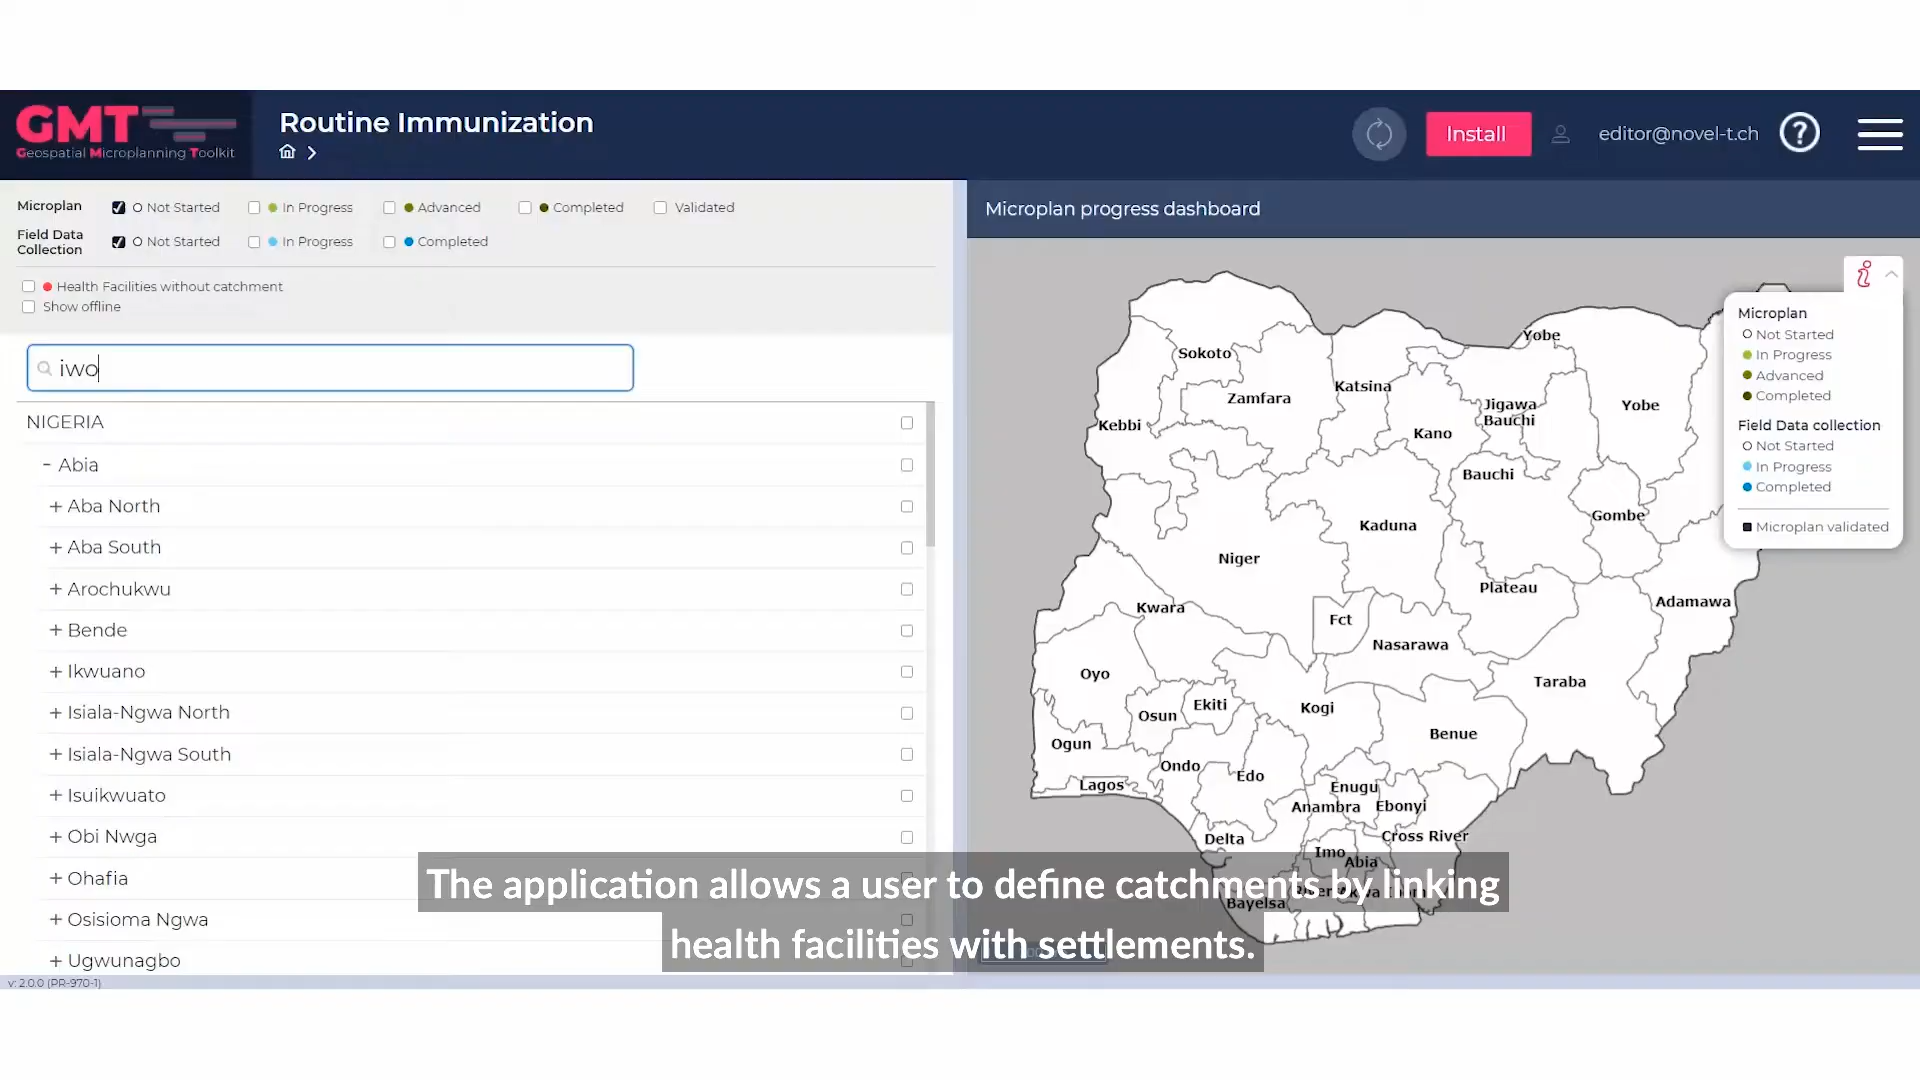 GMT
Geospatial Microplanning Toolkit
Routine Immunization
Install
editor@novel-t.ch
?
Microplan
Not Started
In Progress
Advanced
Completed
Validated
Field Data
Collection
Not Started
In Progress
Completed
Health Facilities without catchment
Show offline
iwo
NIGERIA
- Abia
+ Aba North
+ Aba South
+ Arochukwu
+ Bende
+ Ikwuano
+ Isiala-Ngwa North
+ Isiala-Ngwa South
+ Isuikwuato
+ Obi Nwga
+ Ohafia
+ Osisioma Ngwa
+ Ugwunagbo
v: 2.0.0 (PR-970-1)
Microplan progress dashboard
i
Microplan
Not Started
In Progress
Advanced
Completed
Field Data collection
Not Started
In Progress
Completed
Microplan validated
Yobe
Sokoto
Katsina
Zamfara
Jigawa
Yobe
Bauchi
Kebbi
Kano
Bauchi
Gombe
Kaduna
Niger
Plateau
Adamawa
Kwara
Fct
Nasarawa
Oyo
Taraba
Ekiti
Kogi
Osun
Benue
Ogun
Ondo
Edo
Lagos
Enugu
Anambra
Ebonyi
Delta
Cross River
Imo
Abia
Bayelsa
The application allows a user to define catchments by linking
health facilities with settlements.